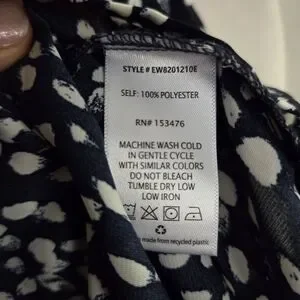 STYLE # EW8201210E
SELF: 100% POLYESTER
RN# 153476
MACHINE WASH COLD
IN GENTLE CYCLE
WITH SIMILAR COLORS
DO NOT BLEACH
TUMBLE DRY LOW
LOW IRON
made from recycled plastic